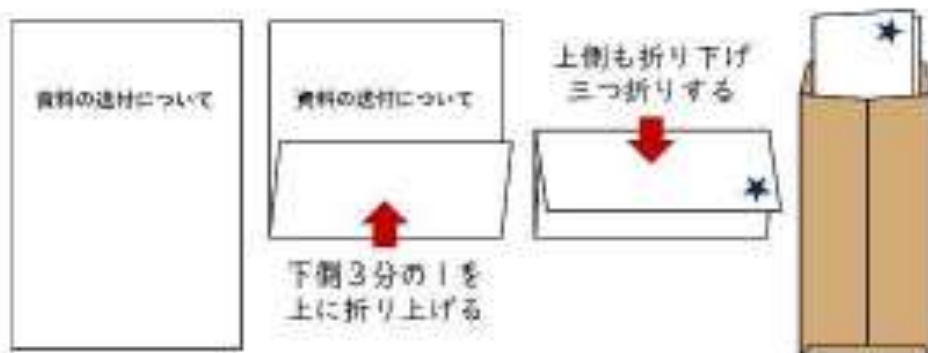 資料の送付について
資料の送付について
下側3分の1を
上に折り上げる
上側も折り下げ
三つ折りする